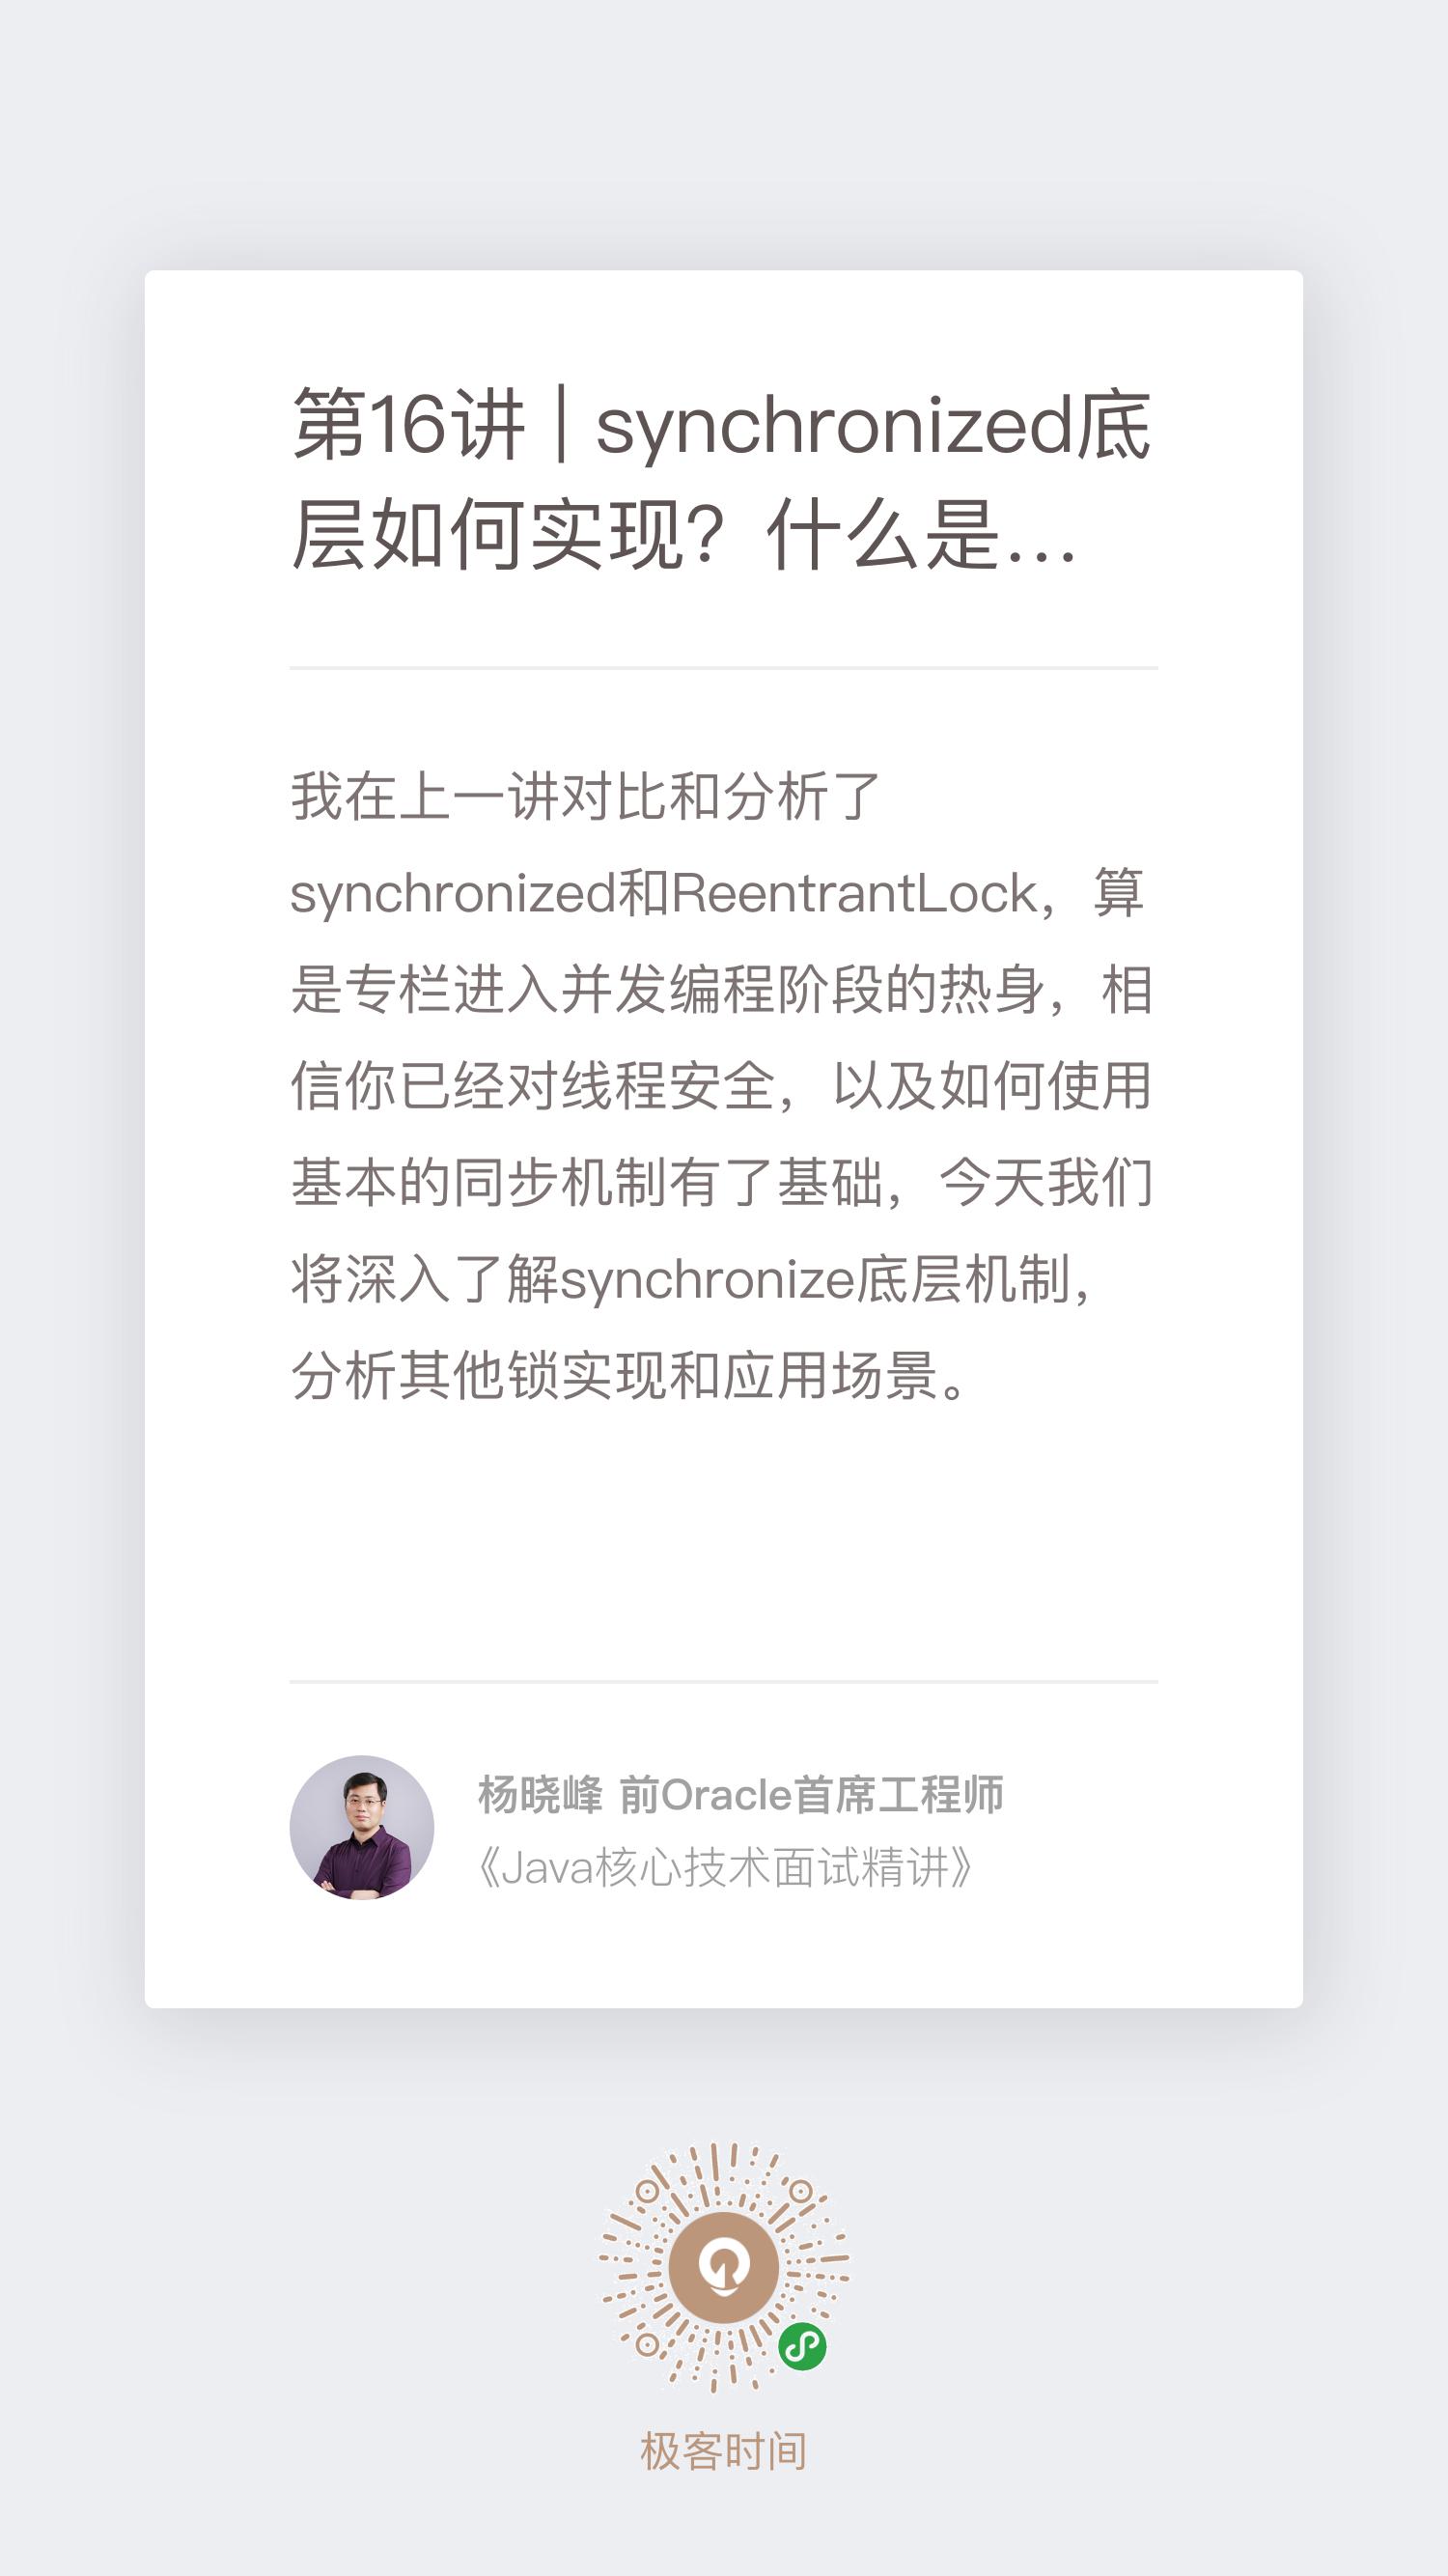 第16讲 | synchronized底
层如何实现？什么是...
我在上一讲对比和分析了
synchronized和ReentrantLock，算
是专栏进入并发编程阶段的热身，相
信你已经对线程安全，以及如何使用
基本的同步机制有了基础，今天我们
将深入了解synchronize底层机制，
分析其他锁实现和应用场景。
杨晓峰 前Oracle首席工程师
《Java核心技术面试精讲》
极客时间